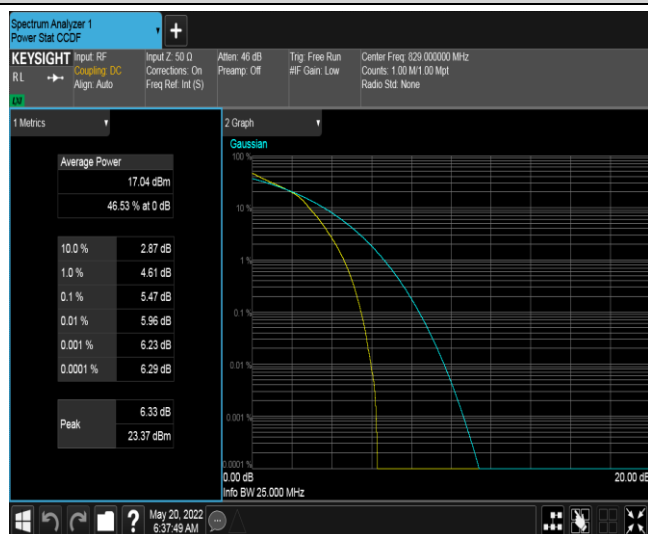 Spectrum Analyzer 1
Power Stat CCDF
+
KEYSIGHT
RL
LXI
Input: RF
Coupling: DC
Align: Auto
Input Z: 50 Ω
Corrections: On
Freq Ref: Int (S)
Atten: 46 dB
Preamp: Off
Trig: Free Run
#IF Gain: Low
Center Freq: 829.000000 MHz
Counts: 1.00 M/1.00 Mpt
Radio Std: None
1 Metrics
Average Power
17.04 dBm
46.53 % at 0 dB
10.0 % 2.87 dB
1.0 % 4.61 dB
0.1 % 5.47 dB
0.01 % 5.96 dB
0.001 % 6.23 dB
0.0001 % 6.29 dB
Peak 6.33 dB
23.37 dBm
2 Graph
Gaussian
100 %
10 %
1 %
0.1 %
0.01 %
0.001 %
0.0001 %
0.00 dB 20.00 dB
Info BW 25.000 MHz
?
May 20, 2022
6:37:49 AM